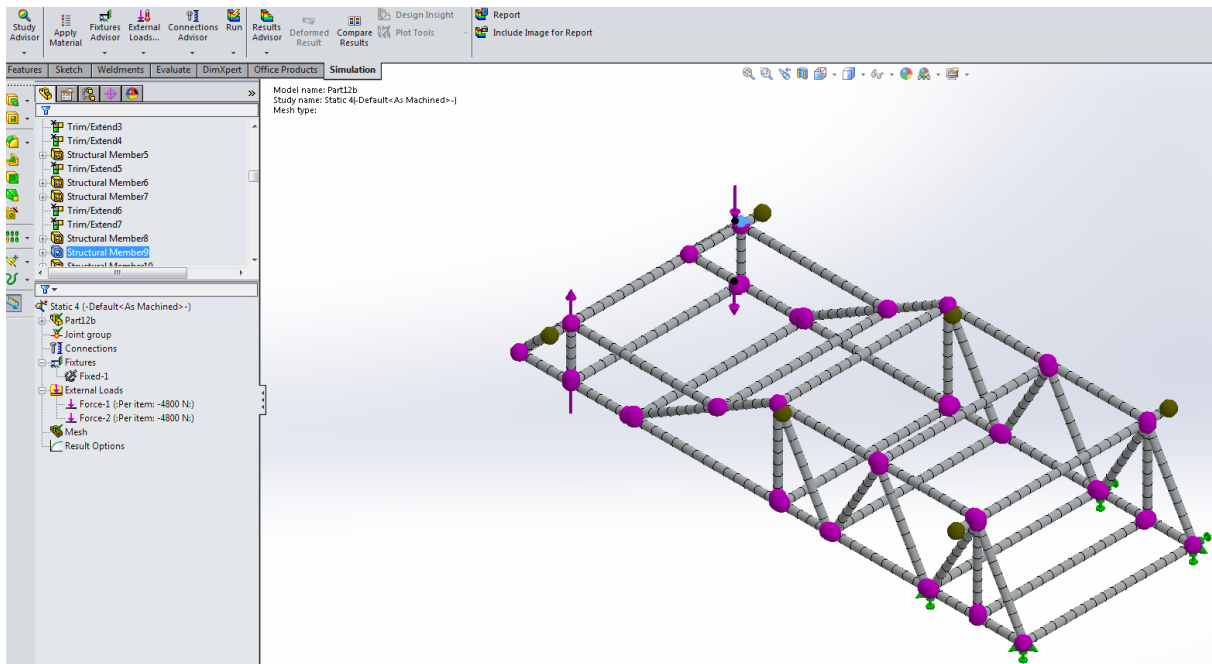 Study Advisor
Apply Material
Fixtures Advisor
External Loads...
Connections Advisor
Run
Results Advisor
Deformed Result
Compare Results
Design Insight
Plot Tools
Report
Include Image for Report
Features Sketch Weldments Evaluate DimXpert Office Products Simulation
Model name: Part12b
Study name: Static 4(-Default<As Machined>-)
Mesh type:
Trim/Extend3
Trim/Extend4
Structural Member5
Trim/Extend5
Structural Member6
Structural Member7
Trim/Extend6
Trim/Extend7
Structural Member8
Structural Member9
Structural Member10
Static 4 (-Default<As Machined>-)
Part12b
Joint group
Connections
Fixtures
Fixed-1
External Loads
Force-1 (:Per item: -4800 N:)
Force-2 (:Per item: -4800 N:)
Mesh
Result Options